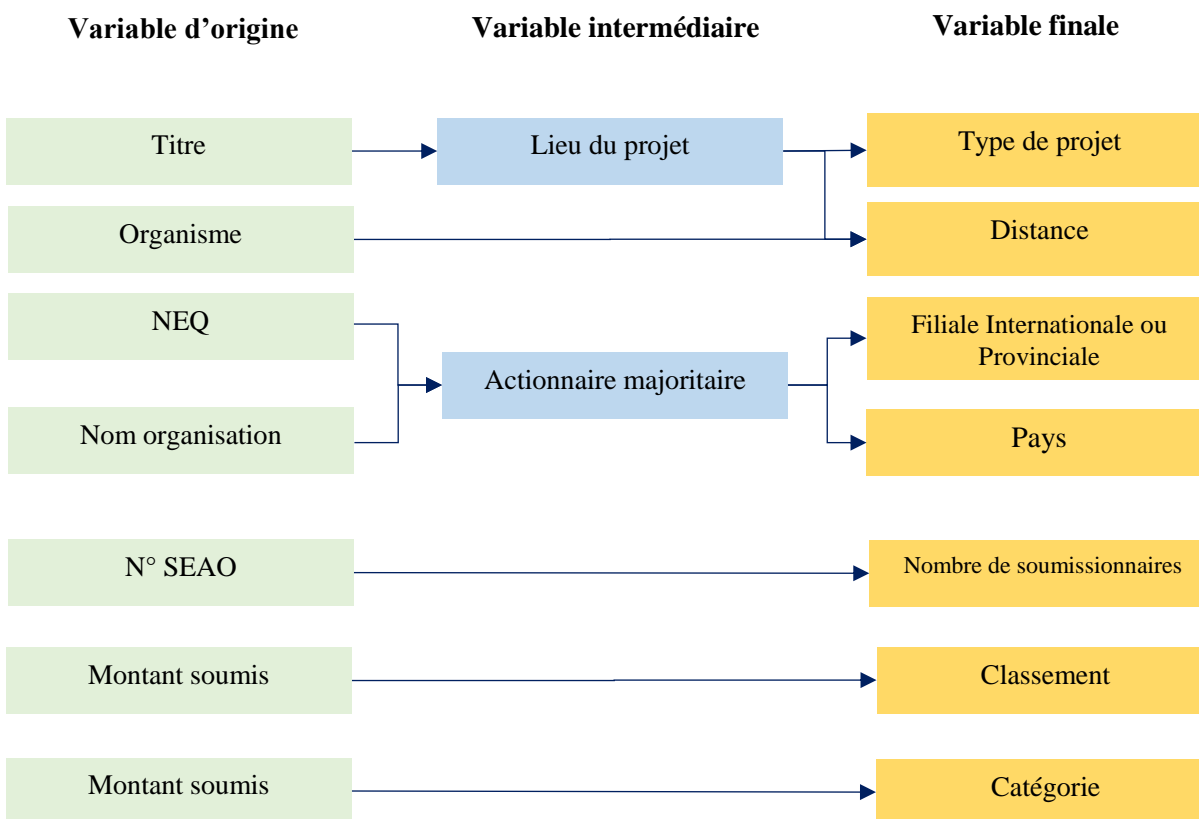 Variable d’origine
Variable intermédiaire
Variable finale
Titre
Lieu du projet
Type de projet
Organisme
Distance
NEQ
Actionnaire majoritaire
Filiale Internationale ou
Provinciale
Nom organisation
Pays
N° SEAO
Nombre de soumissionnaires
Montant soumis
Classement
Montant soumis
Catégorie